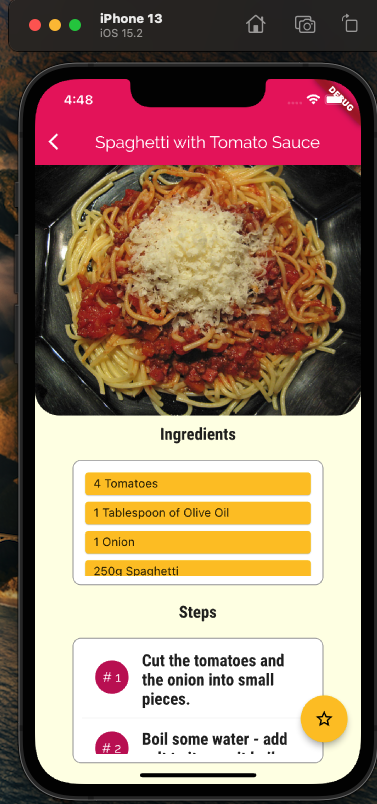 iPhone 13
iOS 15.2
4:48
DEBUG
Spaghetti with Tomato Sauce
Ingredients
4 Tomatoes
1 Tablespoon of Olive Oil
1 Onion
250g Spaghetti
Steps
# 1
Cut the tomatoes and
the onion into small
pieces.
# 2
Boil some water - add